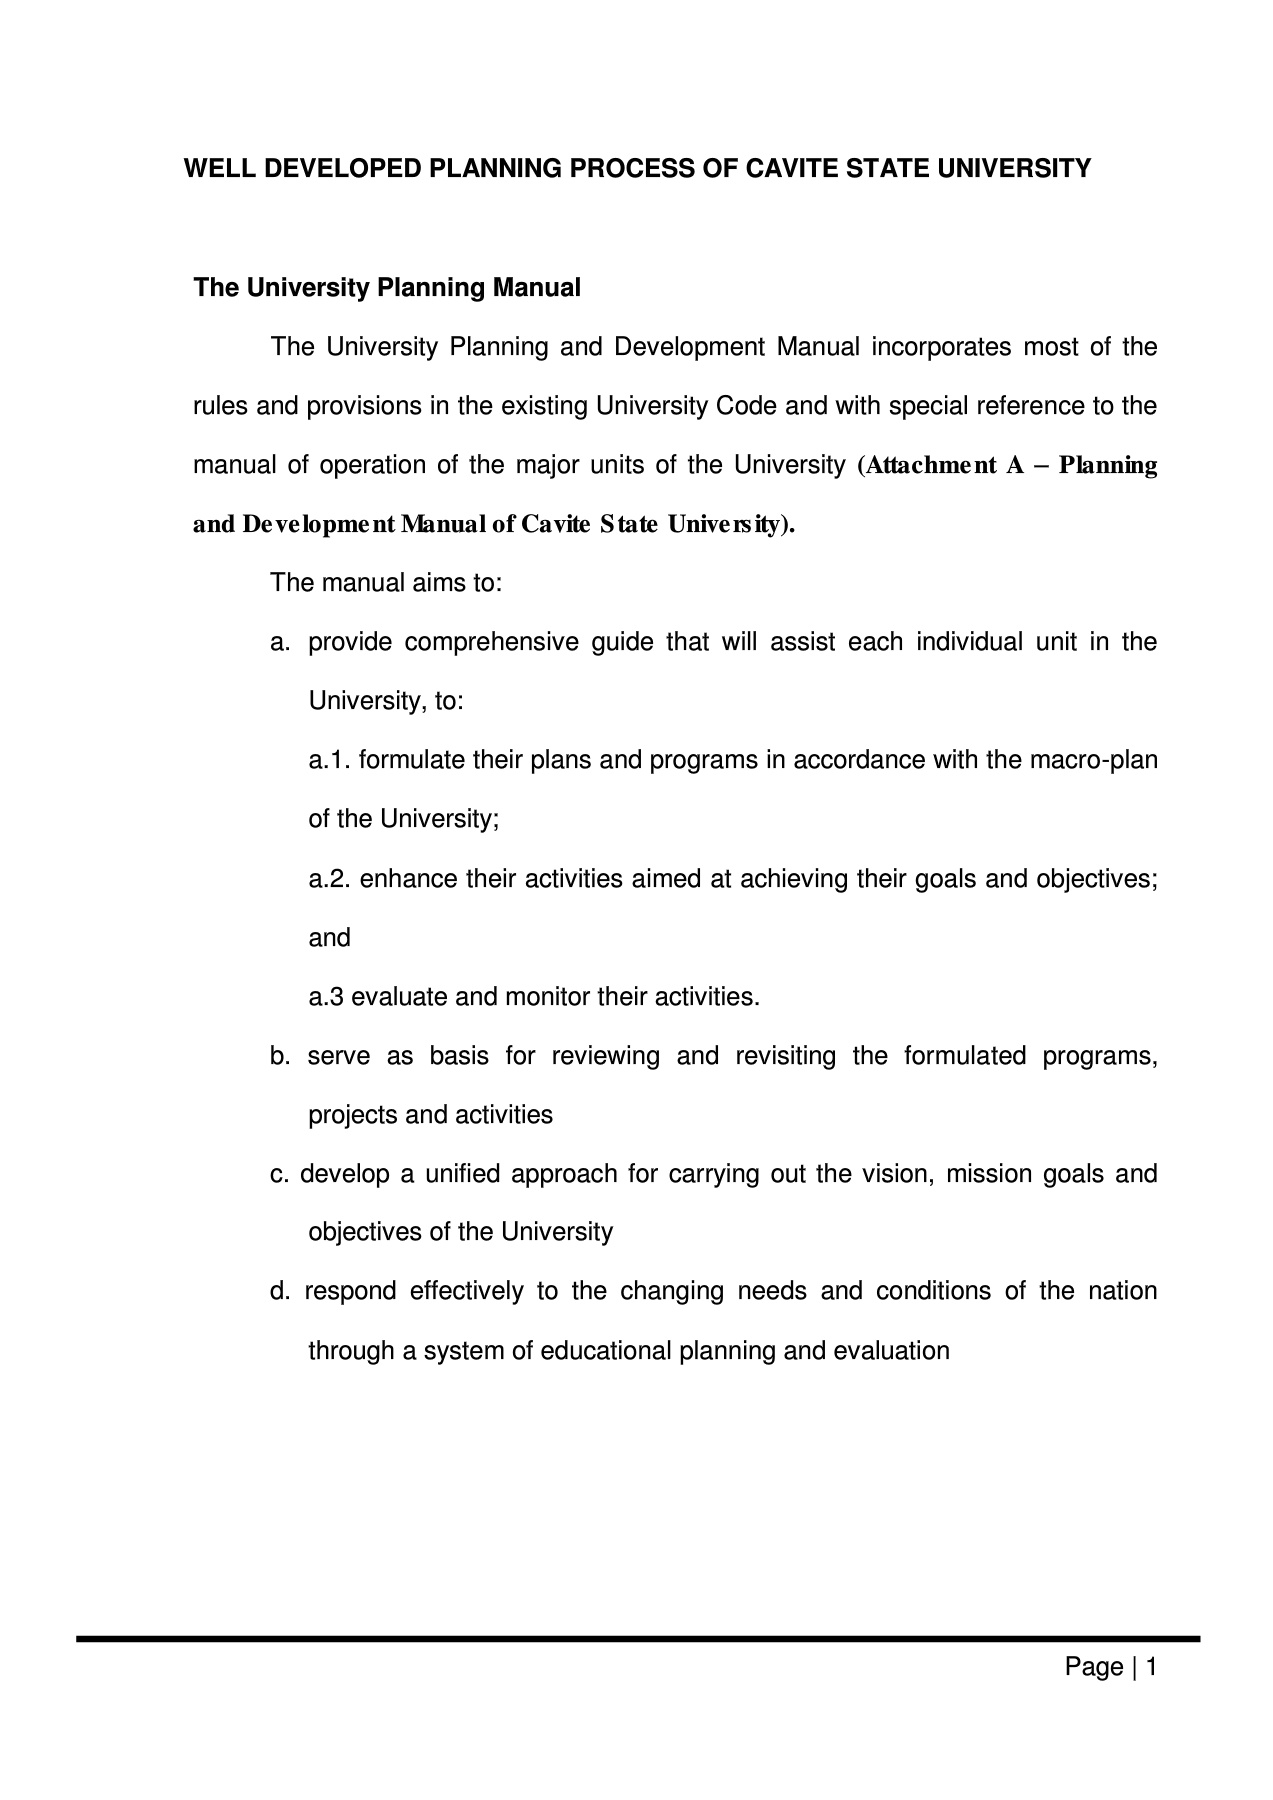 WELL DEVELOPED PLANNING PROCESS OF CAVITE STATE UNIVERSITY
The University Planning Manual
The University Planning and Development Manual incorporates most of the
rules and provisions in the existing University Code and with special reference to the
manual of operation of the major units of the University (Attachment A – Planning
and Development Manual of Cavite State University).
The manual aims to:
a. provide comprehensive guide that will assist each individual unit in the
University, to:
a.1. formulate their plans and programs in accordance with the macro-plan
of the University;
a.2. enhance their activities aimed at achieving their goals and objectives;
and
a.3 evaluate and monitor their activities.
b. serve as basis for reviewing and revisiting the formulated programs,
projects and activities
c. develop a unified approach for carrying out the vision, mission goals and
objectives of the University
d. respond effectively to the changing needs and conditions of the nation
through a system of educational planning and evaluation
Page | 1